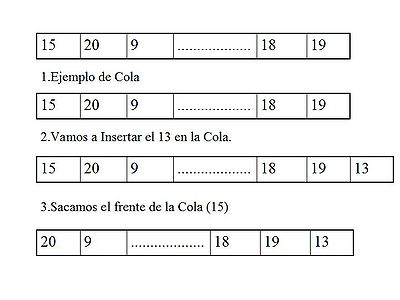 15 20 9 ................... 18 19
1.Ejemplo de Cola
15 20 9 ................... 18 19
2.Vamos a Insertar el 13 en la Cola.
15 20 9 ................... 18 19 13
3.Sacamos el frente de la Cola (15)
20 9 ................... 18 19 13